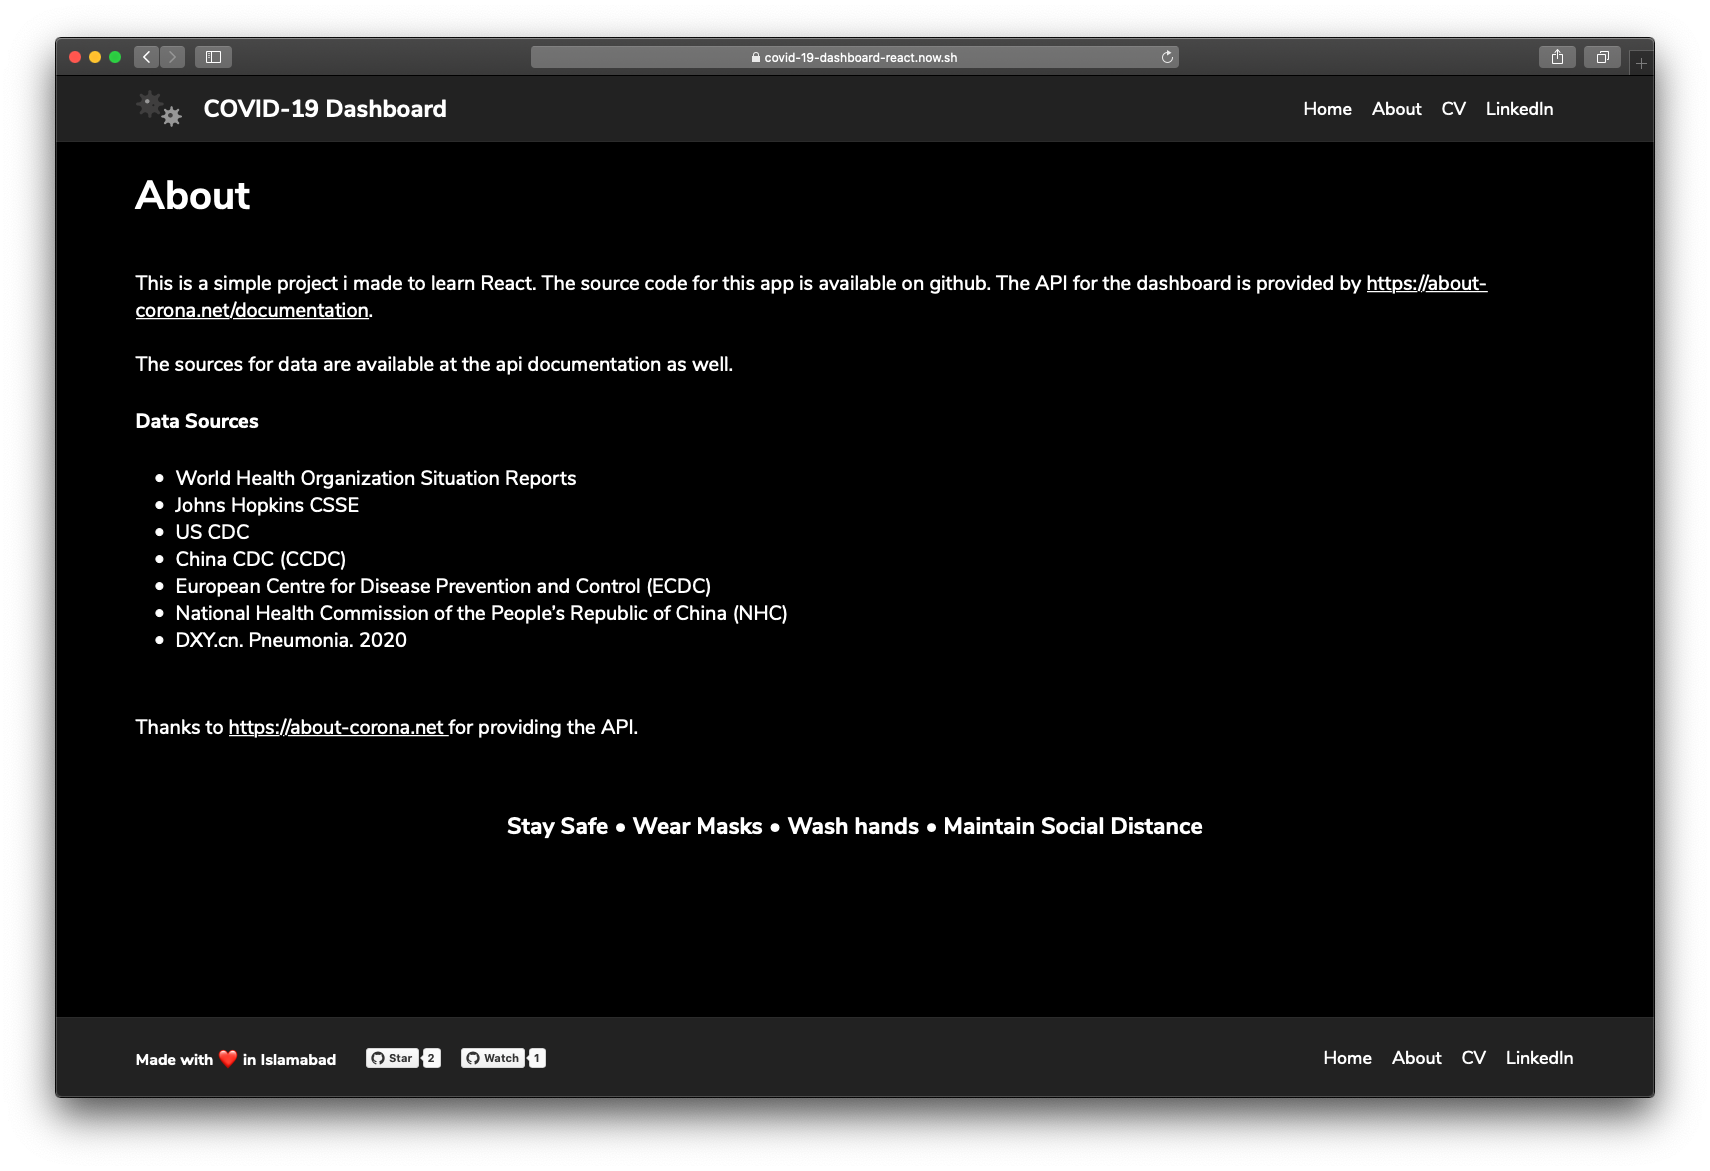 covid-19-dashboard-react.now.sh
COVID-19 Dashboard
Home About CV LinkedIn
About
This is a simple project i made to learn React. The source code for this app is available on github. The API for the dashboard is provided by https://about-
corona.net/documentation.
The sources for data are available at the api documentation as well.
Data Sources
• World Health Organization Situation Reports
• Johns Hopkins CSSE
• US CDC
• China CDC (CCDC)
• European Centre for Disease Prevention and Control (ECDC)
• National Health Commission of the People’s Republic of China (NHC)
• DXY.cn. Pneumonia. 2020
Thanks to https://about-corona.net for providing the API.
Stay Safe • Wear Masks • Wash hands • Maintain Social Distance
Made with ❤️ in Islamabad Star 2 Watch 1
Home About CV LinkedIn